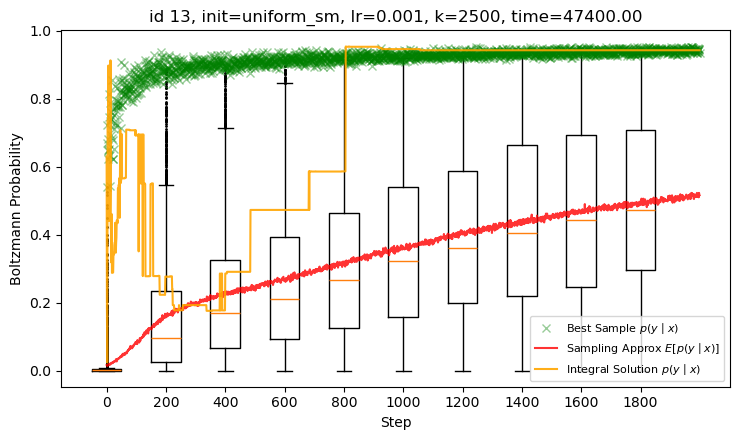 id 13, init=uniform_sm, lr=0.001, k=2500, time=47400.00
Boltzmann Probability
1.0
0.8
0.6
0.4
0.2
0.0
Best Sample p(y | x)
Sampling Approx E[p(y | x)]
Integral Solution p(y | x)
0 200 400 600 800 1000 1200 1400 1600 1800
Step